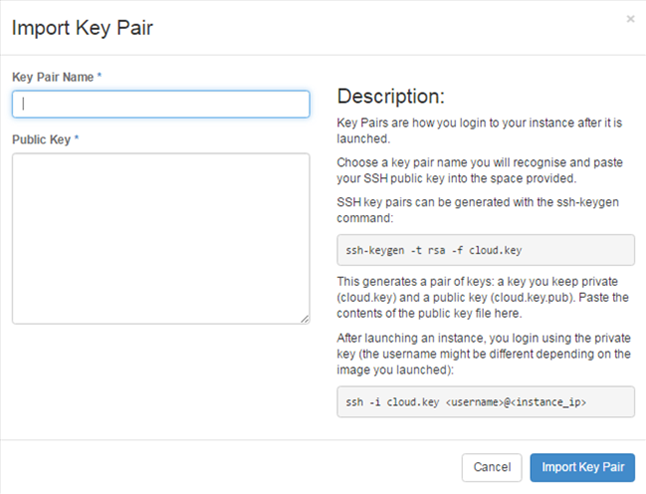 Import Key Pair
×
Key Pair Name *
Public Key *
Description:
Key Pairs are how you login to your instance after it is
launched.
Choose a key pair name you will recognise and paste
your SSH public key into the space provided.
SSH key pairs can be generated with the ssh-keygen
command:
ssh-keygen -t rsa -f cloud.key
This generates a pair of keys: a key you keep private
(cloud.key) and a public key (cloud.key.pub). Paste the
contents of the public key file here.
After launching an instance, you login using the private
key (the username might be different depending on the
image you launched):
ssh -i cloud.key <username>@<instance_ip>
Cancel
Import Key Pair